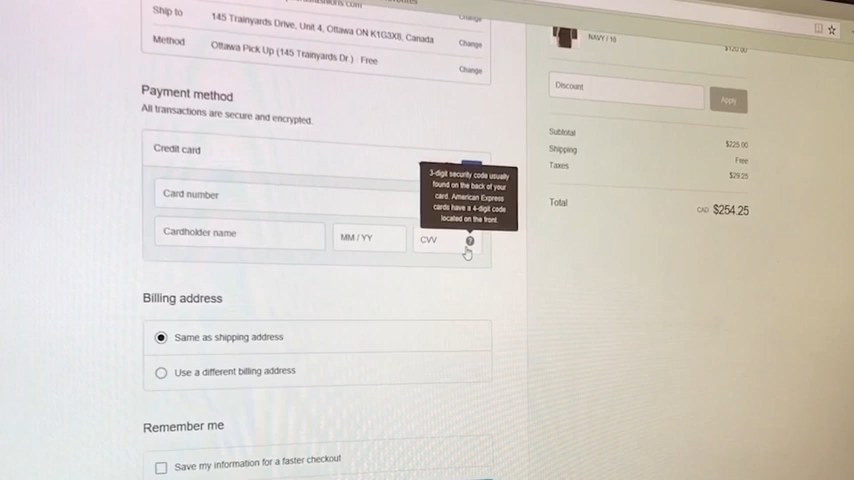 Ship to
145 Trainyards Drive, Unit 4, Ottawa ON K1G3X8, Canada
Change
Method
Ottawa Pick Up (145 Trainyards Dr.) · Free
Change
Change
NAVY / 10
$120.00
Payment method
All transactions are secure and encrypted.
Discount
Apply
Credit card
Subtotal
$225.00
Shipping
Free
Taxes
$29.25
3-digit security code usually
found on the back of your
card. American Express
cards have a 4-digit code
located on the front.
Card number
Total
CAD $254.25
Cardholder name
MM / YY
CVV
?
Billing address
Same as shipping address
Use a different billing address
Remember me
Save my information for a faster checkout